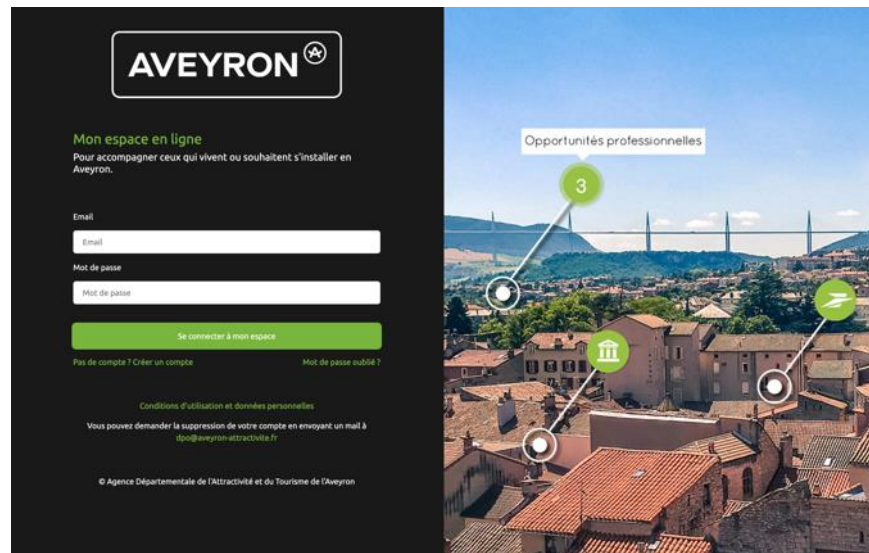 AVEYRON
Mon espace en ligne
Pour accompagner ceux qui vivent ou souhaitent s'installer en
Aveyron.
Email
Email
Mot de passe
Mot de passe
Se connecter à mon espace
Pas de compte ? Créer un compte
Mot de passe oublié ?
Conditions d'utilisation et données personnelles
Vous pouvez demander la suppression de votre compte en envoyant un mail à
dpo@aveyron-attractivite.fr
© Agence Départementale de l'Attractivité et du Tourisme de l'Aveyron
Opportunités professionnelles
3